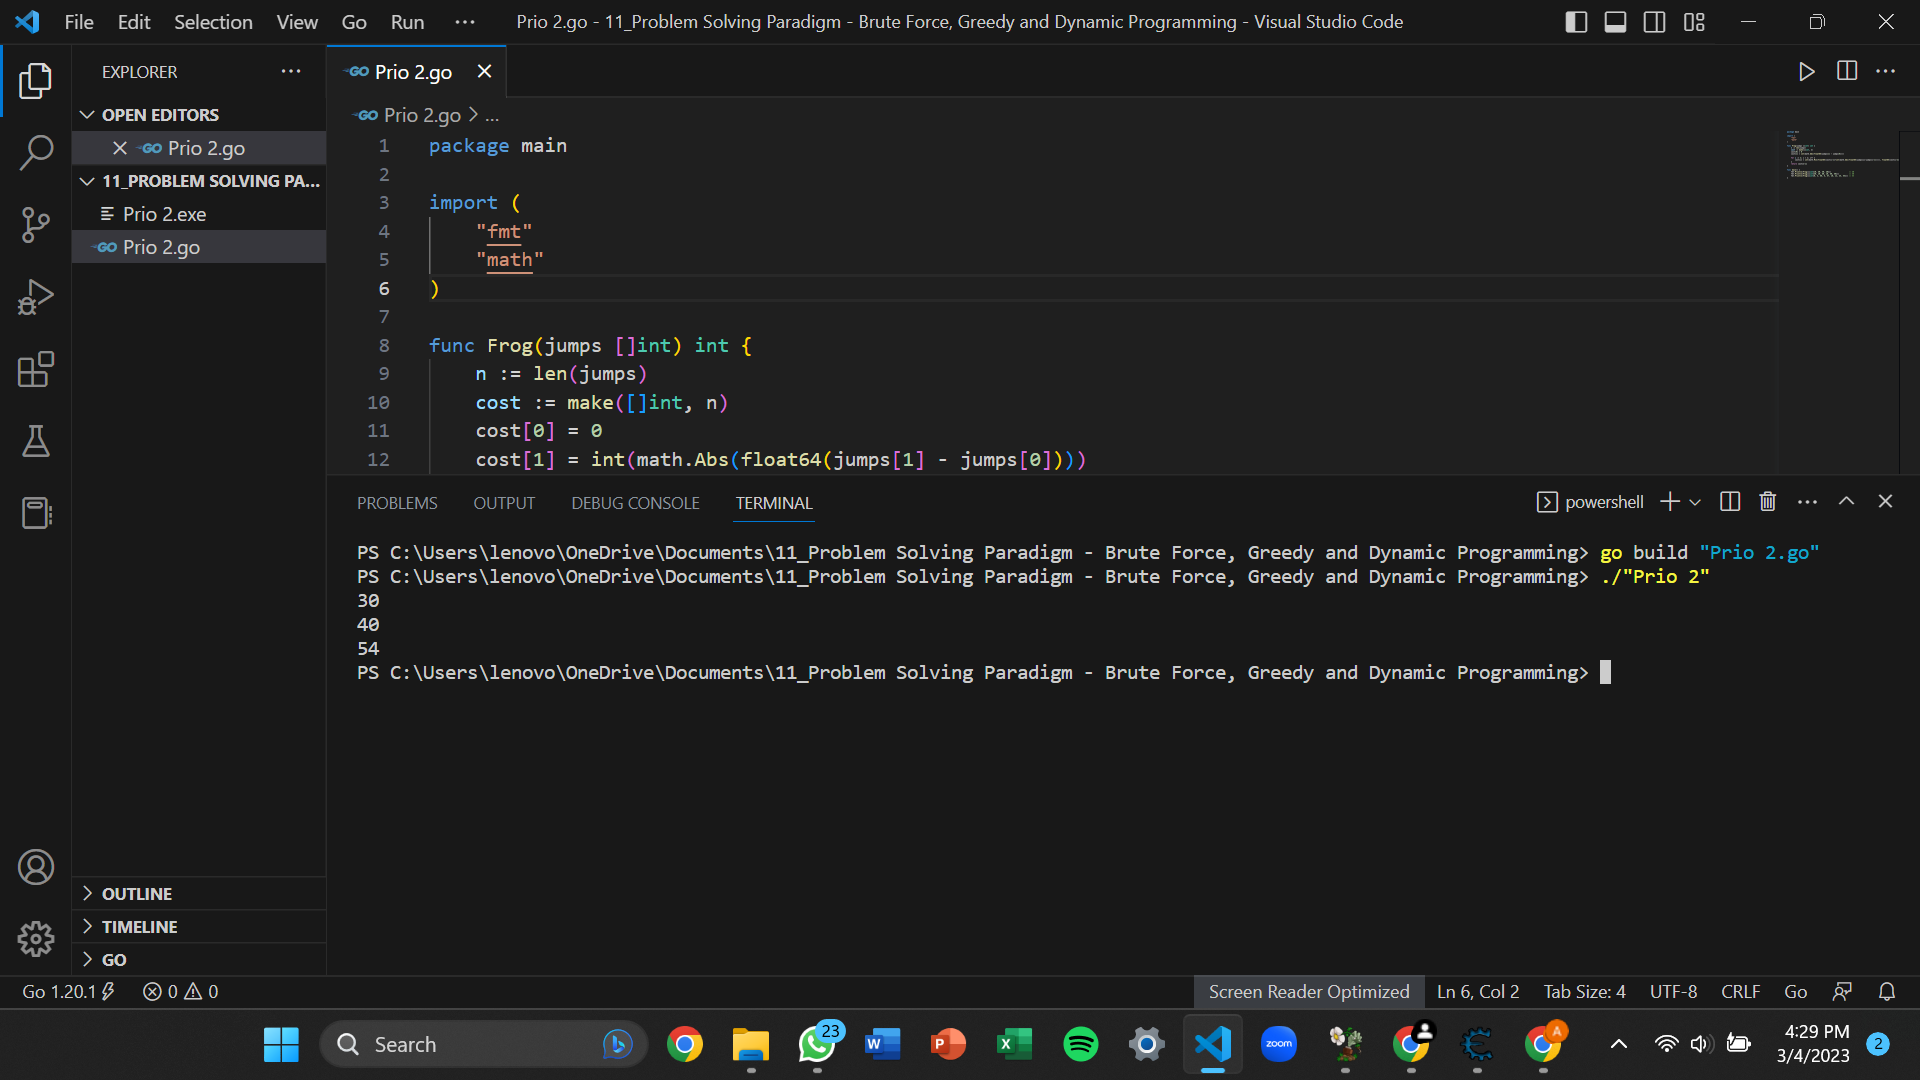 File Edit Selection View Go Run ··· Prio 2.go - 11_Problem Solving Paradigm - Brute Force, Greedy and Dynamic Programming - Visual Studio Code
EXPLORER
OPEN EDITORS
Prio 2.go
11_PROBLEM SOLVING PA...
Prio 2.exe
Prio 2.go
OUTLINE
TIMELINE
GO
Prio 2.go
Prio 2.go > ...
1 package main
2
3 import (
4 "fmt"
5 "math"
6 )
7
8 func Frog(jumps []int) int {
9 n := len(jumps)
10 cost := make([]int, n)
11 cost[0] = 0
12 cost[1] = int(math.Abs(float64(jumps[1] - jumps[0])))
PROBLEMS OUTPUT DEBUG CONSOLE TERMINAL powershell
PS C:\Users\lenovo\OneDrive\Documents\11_Problem Solving Paradigm - Brute Force, Greedy and Dynamic Programming> go build "Prio 2.go"
PS C:\Users\lenovo\OneDrive\Documents\11_Problem Solving Paradigm - Brute Force, Greedy and Dynamic Programming> ./"Prio 2"
30
40
54
PS C:\Users\lenovo\OneDrive\Documents\11_Problem Solving Paradigm - Brute Force, Greedy and Dynamic Programming>
Go 1.20.1 0 0 Screen Reader Optimized Ln 6, Col 2 Tab Size: 4 UTF-8 CRLF Go
Search 23 W P X zoom A 4:29 PM
3/4/2023 2